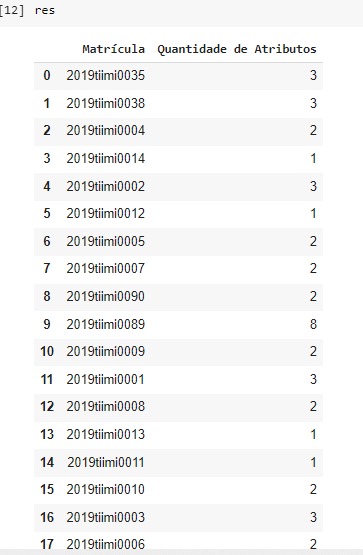 [12] res
Matrícula Quantidade de Atributos
0 2019tiimi0035 3
1 2019tiimi0038 3
2 2019tiimi0004 2
3 2019tiimi0014 1
4 2019tiimi0002 3
5 2019tiimi0012 1
6 2019tiimi0005 2
7 2019tiimi0007 2
8 2019tiimi0090 2
9 2019tiimi0089 8
10 2019tiimi0009 2
11 2019tiimi0001 3
12 2019tiimi0008 2
13 2019tiimi0013 1
14 2019tiimi0011 1
15 2019tiimi0010 2
16 2019tiimi0003 3
17 2019tiimi0006 2